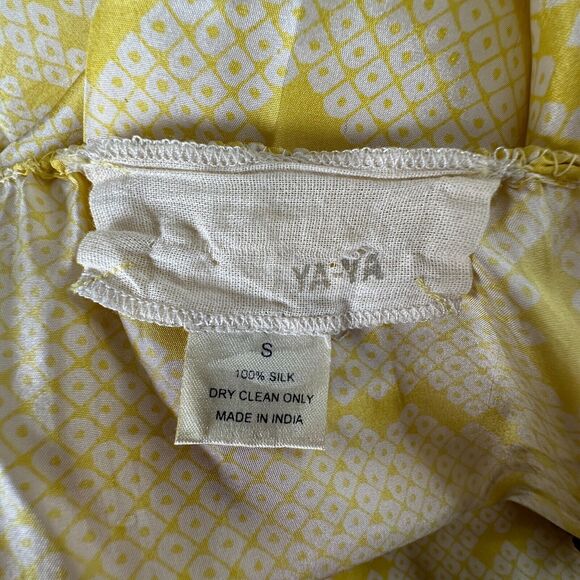 YA-YA
S
100% SILK
DRY CLEAN ONLY
MADE IN INDIA